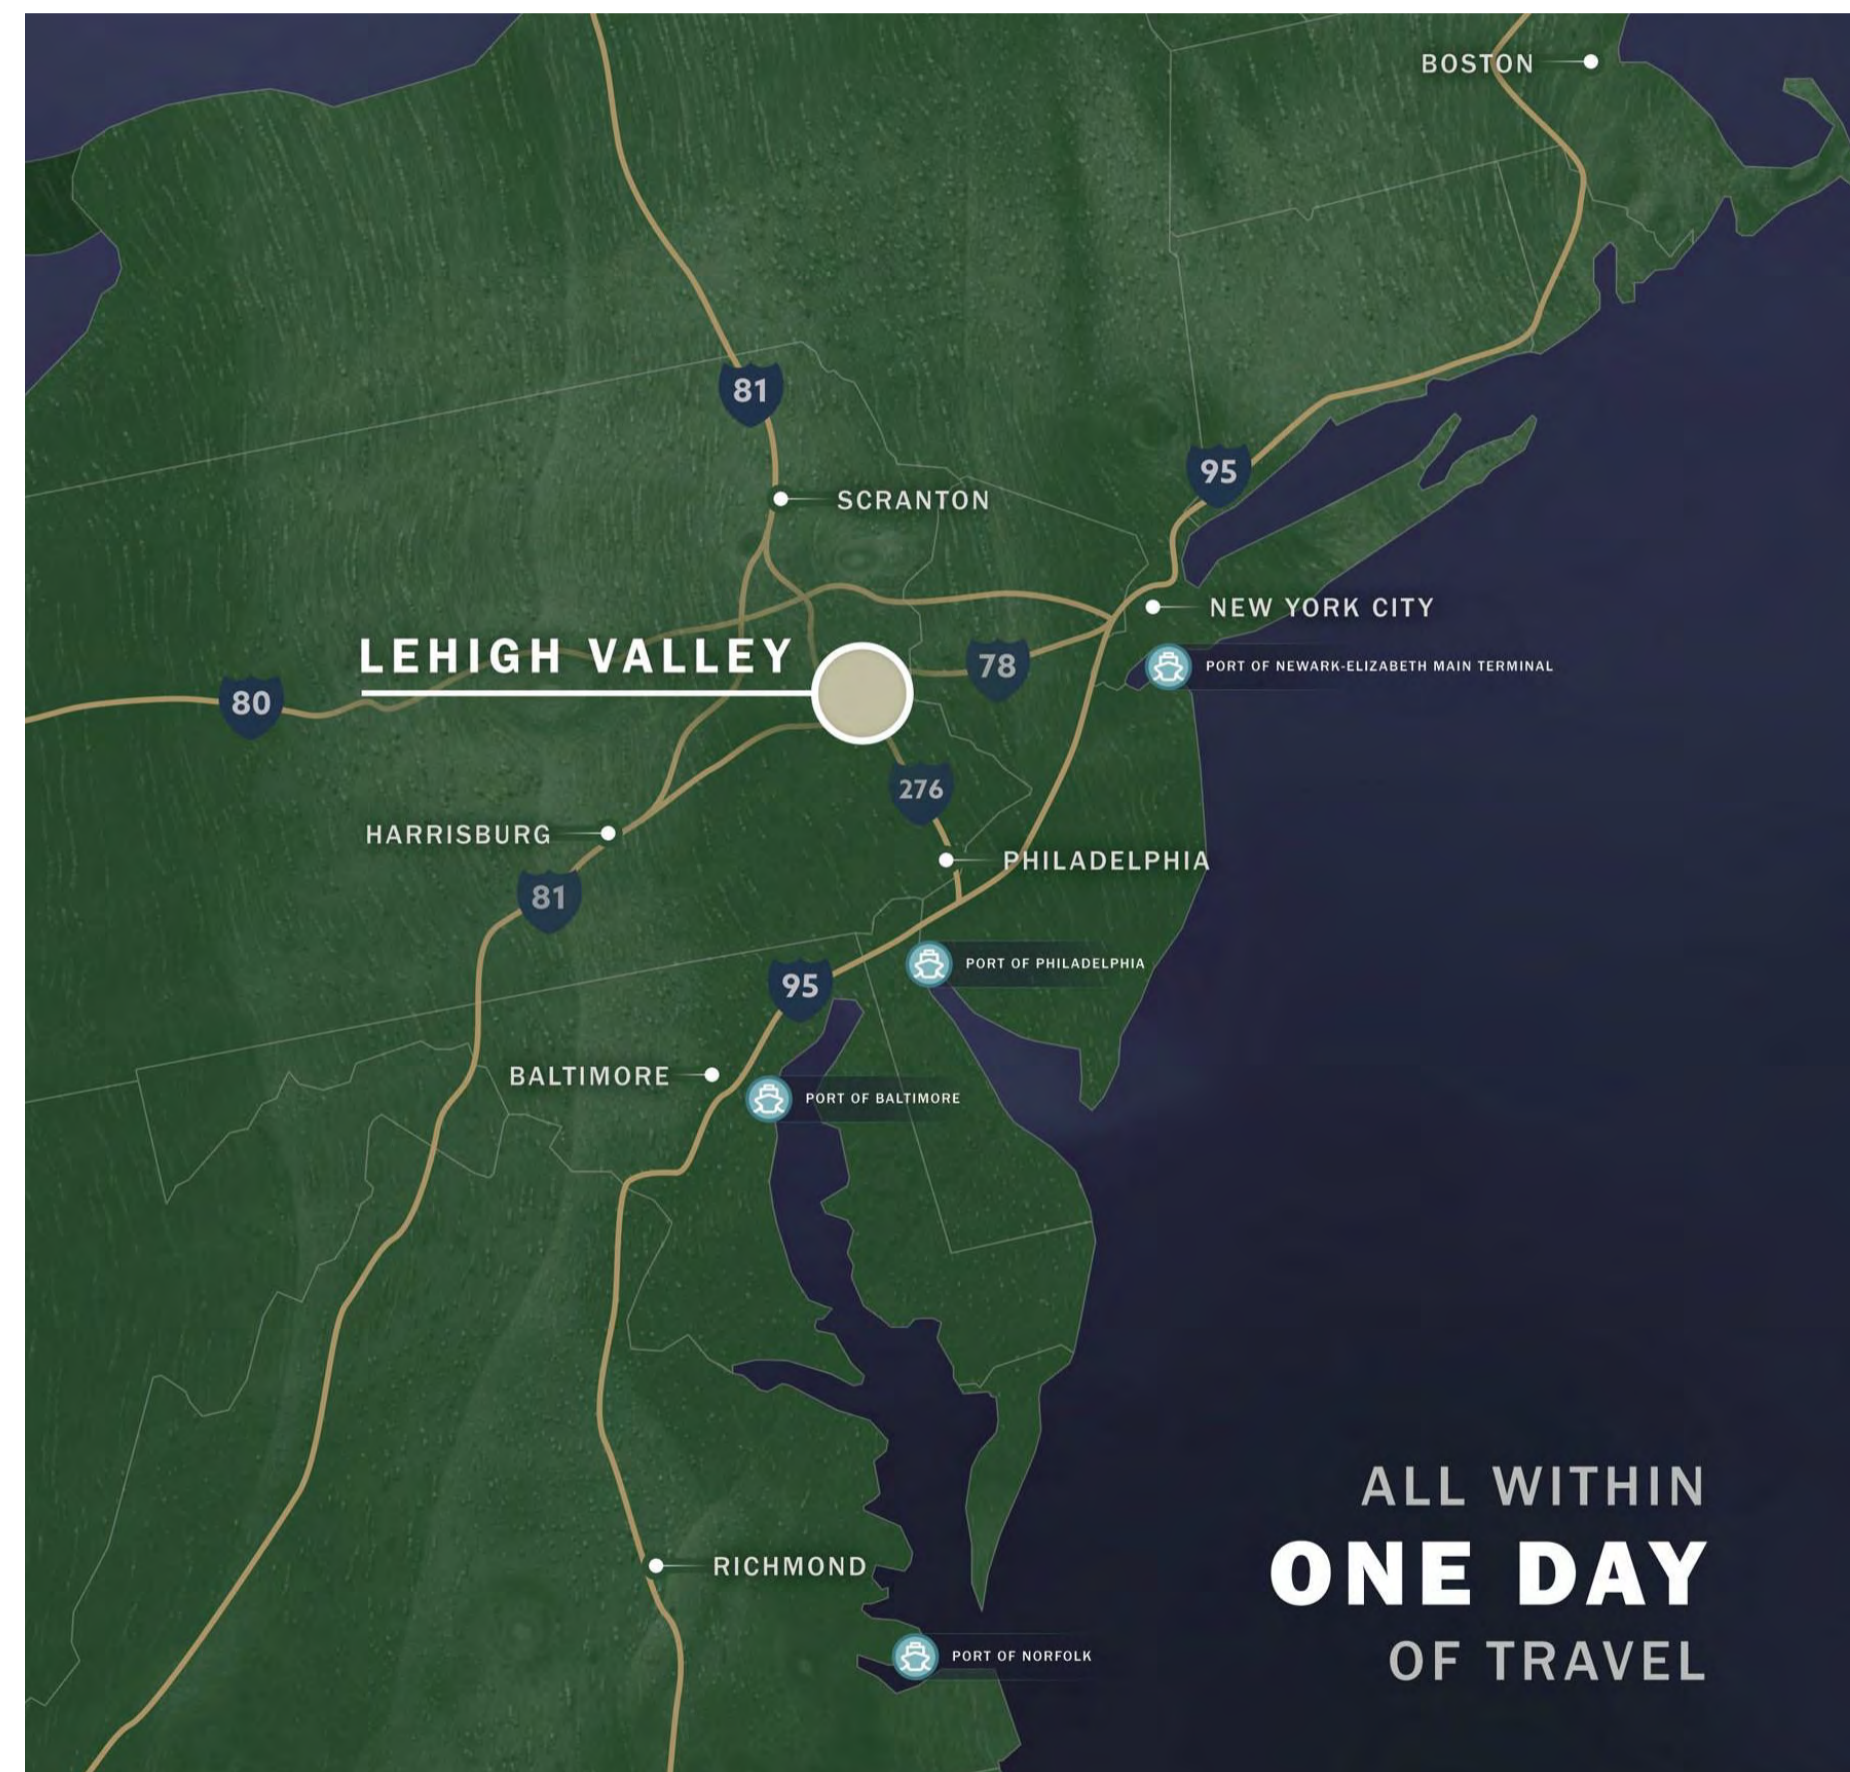 BOSTON
81
95
SCRANTON
NEW YORK CITY
LEHIGH VALLEY
78
PORT OF NEWARK-ELIZABETH MAIN TERMINAL
80
276
HARRISBURG
PHILADELPHIA
81
PORT OF PHILADELPHIA
95
BALTIMORE
PORT OF BALTIMORE
ALL WITHIN
ONE DAY
OF TRAVEL
RICHMOND
PORT OF NORFOLK